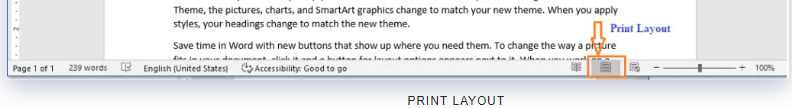 Theme, the pictures, charts, and SmartArt graphics change to match your new theme. When you apply
styles, your headings change to match the new theme.
Print Layout
Save time in Word with new buttons that show up where you need them. To change the way a picture
fits in your document, click it and a button for layout options appears next to it. When you work on a
Page 1 of 1 239 words English (United States) Accessibility: Good to go 100%
PRINT LAYOUT